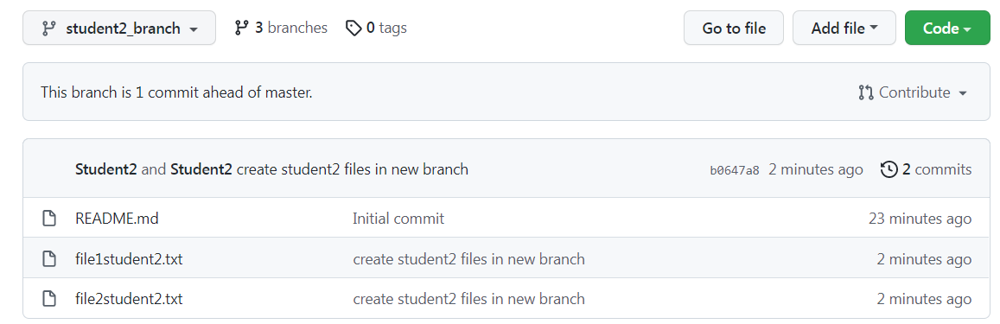 student2_branch 3 branches 0 tags Go to file Add file Code
This branch is 1 commit ahead of master. Contribute
Student2 and Student2 create student2 files in new branch b0647a8 2 minutes ago 2 commits
README.md Initial commit 23 minutes ago
file1student2.txt create student2 files in new branch 2 minutes ago
file2student2.txt create student2 files in new branch 2 minutes ago